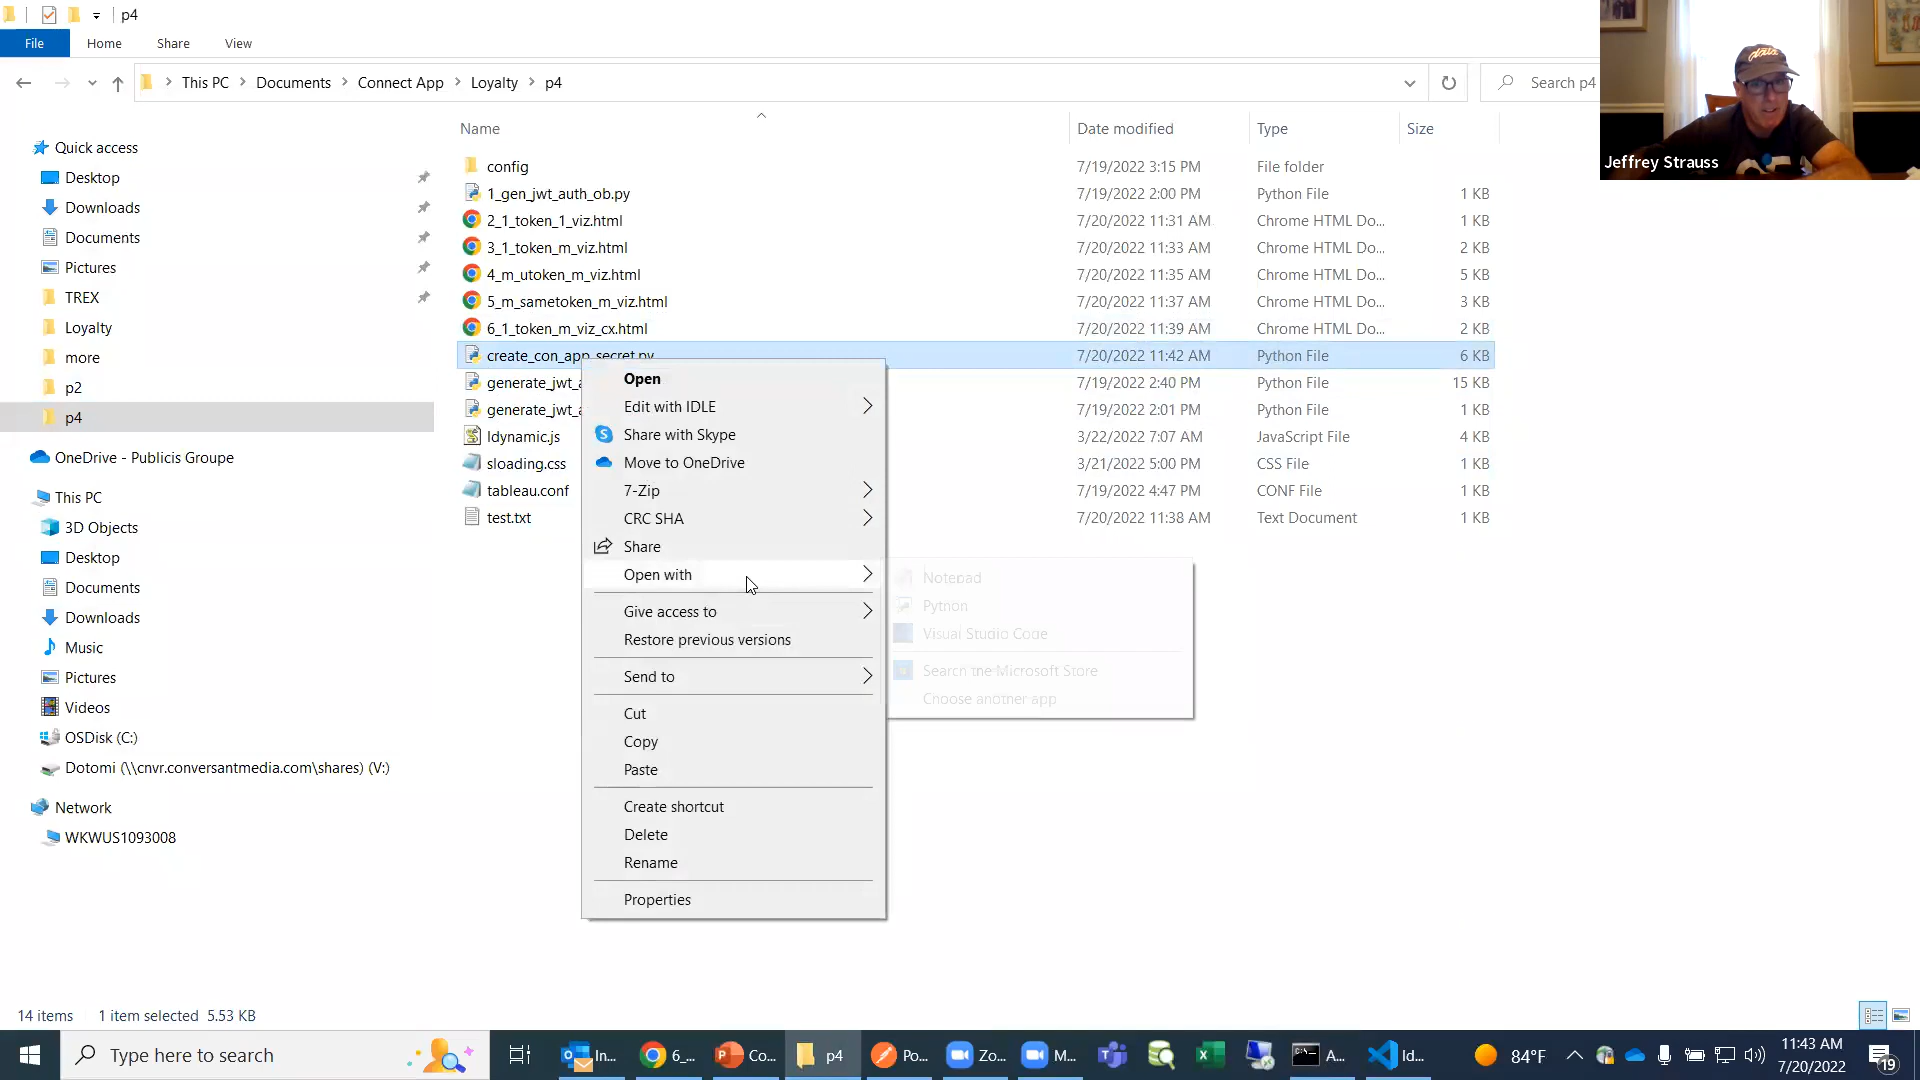 p4
File Home Share View
This PC Documents Connect App Loyalty p4
Search p4
Jeffrey Strauss
Name Date modified Type Size
Quick access
Desktop
Downloads
Documents
Pictures
TREX
Loyalty
more
p2
p4
OneDrive - Publicis Groupe
This PC
3D Objects
Desktop
Documents
Downloads
Music
Pictures
Videos
OSDisk (C:)
Dotomi (\\cnvr.conversantmedia.com\shares) (V:)
Network
WKWUS1093008
config 7/19/2022 3:15 PM File folder
1_gen_jwt_auth_ob.py 7/19/2022 2:00 PM Python File 1 KB
2_1_token_1_viz.html 7/20/2022 11:31 AM Chrome HTML Do... 1 KB
3_1_token_m_viz.html 7/20/2022 11:33 AM Chrome HTML Do... 2 KB
4_m_utoken_m_viz.html 7/20/2022 11:35 AM Chrome HTML Do... 5 KB
5_m_sametoken_m_viz.html 7/20/2022 11:37 AM Chrome HTML Do... 3 KB
6_1_token_m_viz_cx.html 7/20/2022 11:39 AM Chrome HTML Do... 2 KB
create_con_app_secret.py 7/20/2022 11:42 AM Python File 6 KB
generate_jwt_a 7/19/2022 2:40 PM Python File 15 KB
generate_jwt_a 7/19/2022 2:01 PM Python File 1 KB
ldynamic.js 3/22/2022 7:07 AM JavaScript File 4 KB
sloading.css 3/21/2022 5:00 PM CSS File 1 KB
tableau.conf 7/19/2022 4:47 PM CONF File 1 KB
test.txt 7/20/2022 11:38 AM Text Document 1 KB
Open
Edit with IDLE
Share with Skype
Move to OneDrive
7-Zip
CRC SHA
Share
Open with
Give access to
Restore previous versions
Send to
Cut
Copy
Paste
Create shortcut
Delete
Rename
Properties
Notepad
Python
Visual Studio Code
Search the Microsoft Store
Choose another app
14 items 1 item selected 5.53 KB
Type here to search
In... 6_... Co... p4 Po... Zo... M... A... ld...
84°F
11:43 AM
7/20/2022
19